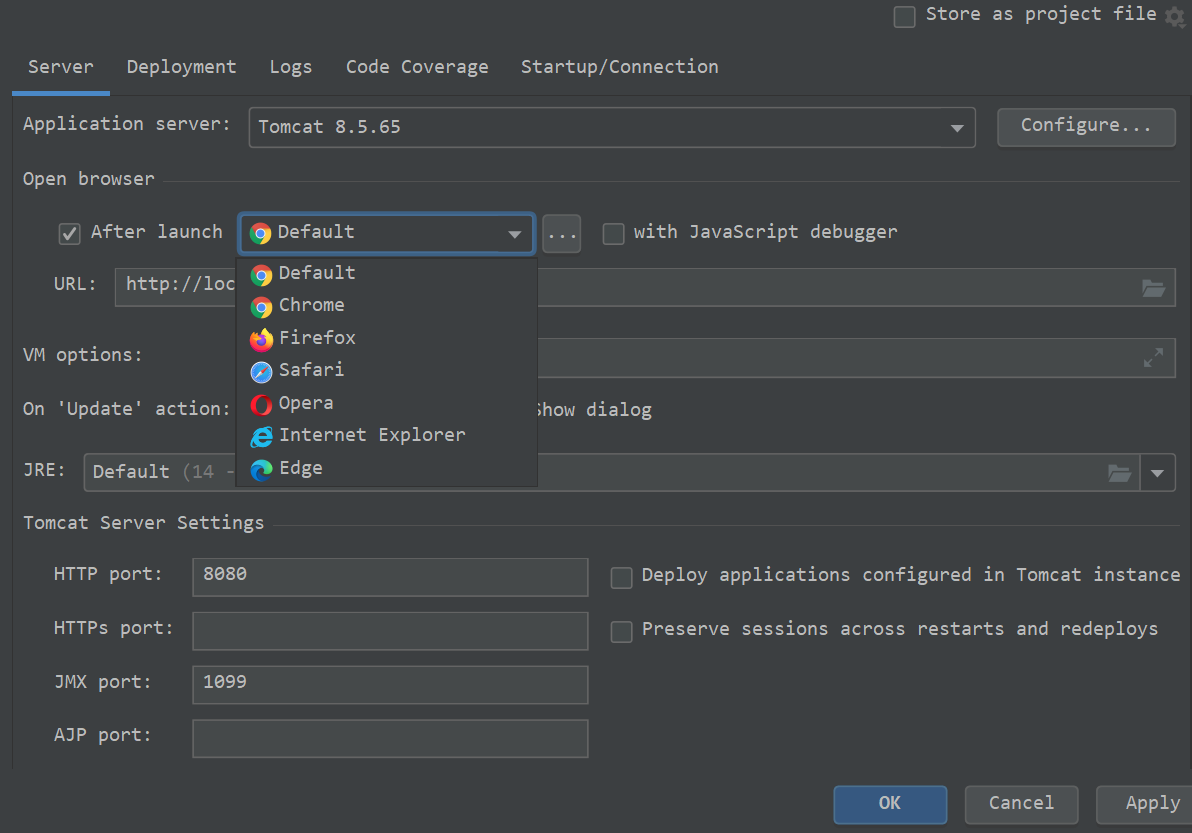 Store as project file
Server Deployment Logs Code Coverage Startup/Connection
Application server: Tomcat 8.5.65 Configure...
Open browser
After launch Default ... with JavaScript debugger
Default
URL: http://loc
Chrome
Firefox
VM options:
Safari
On 'Update' action: Opera Show dialog
Internet Explorer
JRE: Default (14 - Edge
Tomcat Server Settings
HTTP port: 8080 Deploy applications configured in Tomcat instance
HTTPs port: Preserve sessions across restarts and redeploys
JMX port: 1099
AJP port:
OK Cancel Apply